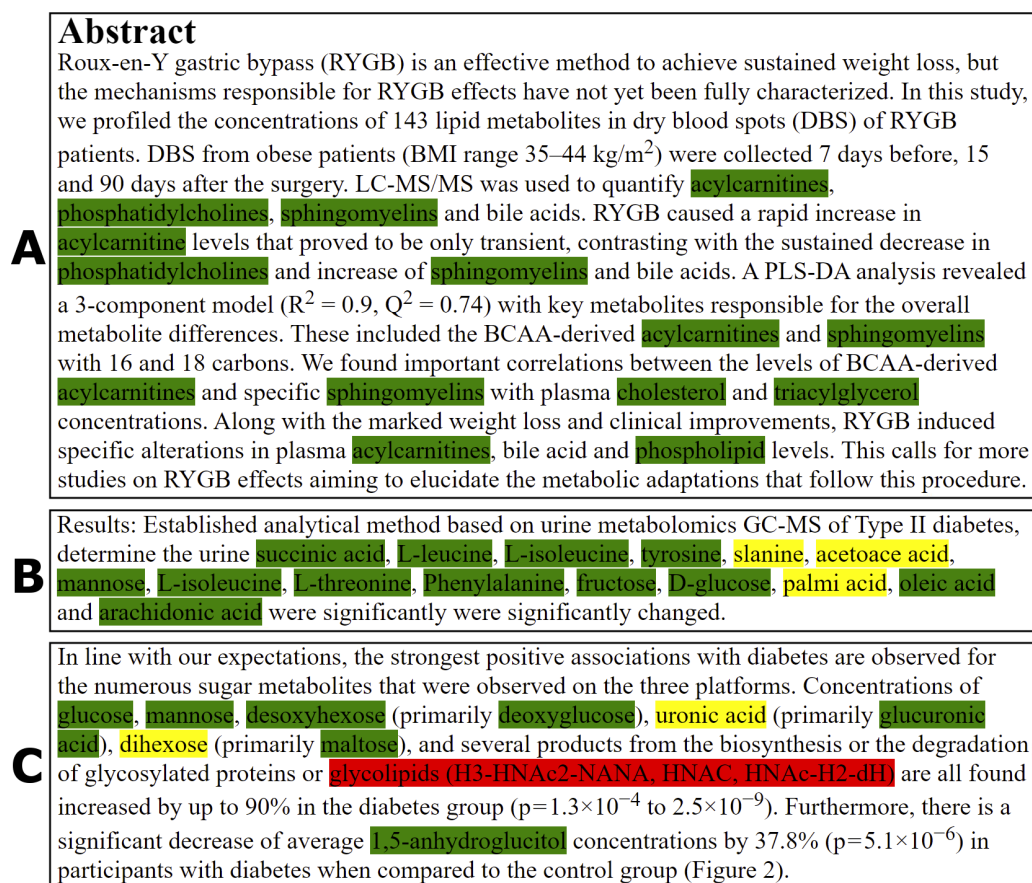 Abstract
Roux-en-Y gastric bypass (RYGB) is an effective method to achieve sustained weight loss, but
the mechanisms responsible for RYGB effects have not yet been fully characterized. In this study,
we profiled the concentrations of 143 lipid metabolites in dry blood spots (DBS) of RYGB
patients. DBS from obese patients (BMI range 35–44 kg/m²) were collected 7 days before, 15
and 90 days after the surgery. LC-MS/MS was used to quantify acylcarnitines,
phosphatidylcholines, sphingomyelins and bile acids. RYGB caused a rapid increase in
A
acylcarnitine levels that proved to be only transient, contrasting with the sustained decrease in
phosphatidylcholines and increase of sphingomyelins and bile acids. A PLS-DA analysis revealed
a 3-component model (R² = 0.9, Q² = 0.74) with key metabolites responsible for the overall
metabolite differences. These included the BCAA-derived acylcarnitines and sphingomyelins
with 16 and 18 carbons. We found important correlations between the levels of BCAA-derived
acylcarnitines and specific sphingomyelins with plasma cholesterol and triacylglycerol
concentrations. Along with the marked weight loss and clinical improvements, RYGB induced
specific alterations in plasma acylcarnitines, bile acid and phospholipid levels. This calls for more
studies on RYGB effects aiming to elucidate the metabolic adaptations that follow this procedure.
Results: Established analytical method based on urine metabolomics GC-MS of Type II diabetes,
determine the urine succinic acid, L-leucine, L-isoleucine, tyrosine, slanine, acetoace acid,
B
mannose, L-isoleucine, L-threonine, Phenylalanine, fructose, D-glucose, palmi acid, oleic acid
and arachidonic acid were significantly were significantly changed.
In line with our expectations, the strongest positive associations with diabetes are observed for
the numerous sugar metabolites that were observed on the three platforms. Concentrations of
glucose, mannose, desoxyhexose (primarily deoxyglucose), uronic acid (primarily glucuronic
acid), dihexose (primarily maltose), and several products from the biosynthesis or the degradation
C
of glycosylated proteins or glycolipids (H3-HNAc2-NANA, HNAC, HNAc-H2-dH) are all found
increased by up to 90% in the diabetes group (p=1.3×10⁻⁴ to 2.5×10⁻⁹). Furthermore, there is a
significant decrease of average 1,5-anhydroglucitol concentrations by 37.8% (p=5.1×10⁻⁶) in
participants with diabetes when compared to the control group (Figure 2).